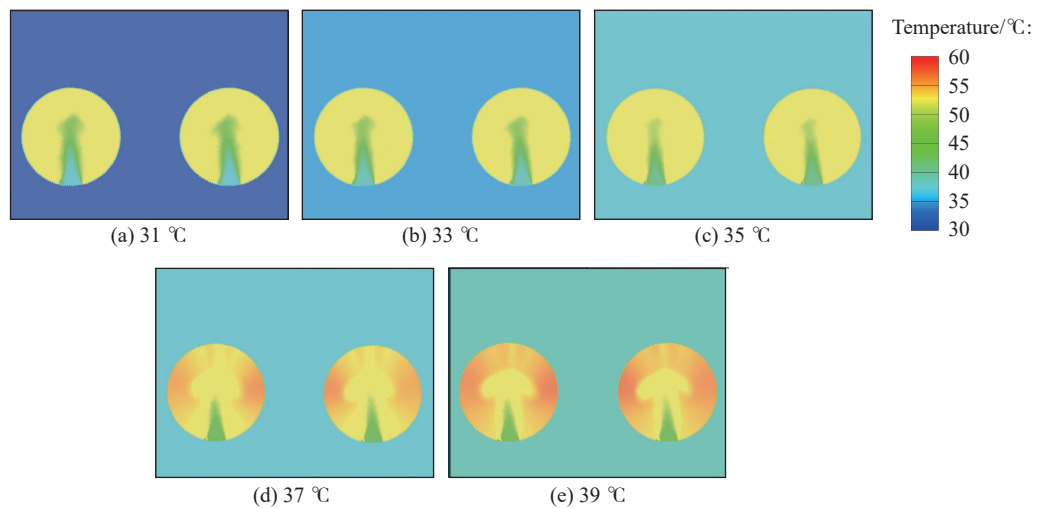 Temperature/℃:
60
55
50
45
40
35
30
(a) 31 ℃
(b) 33 ℃
(c) 35 ℃
(d) 37 ℃
(e) 39 ℃